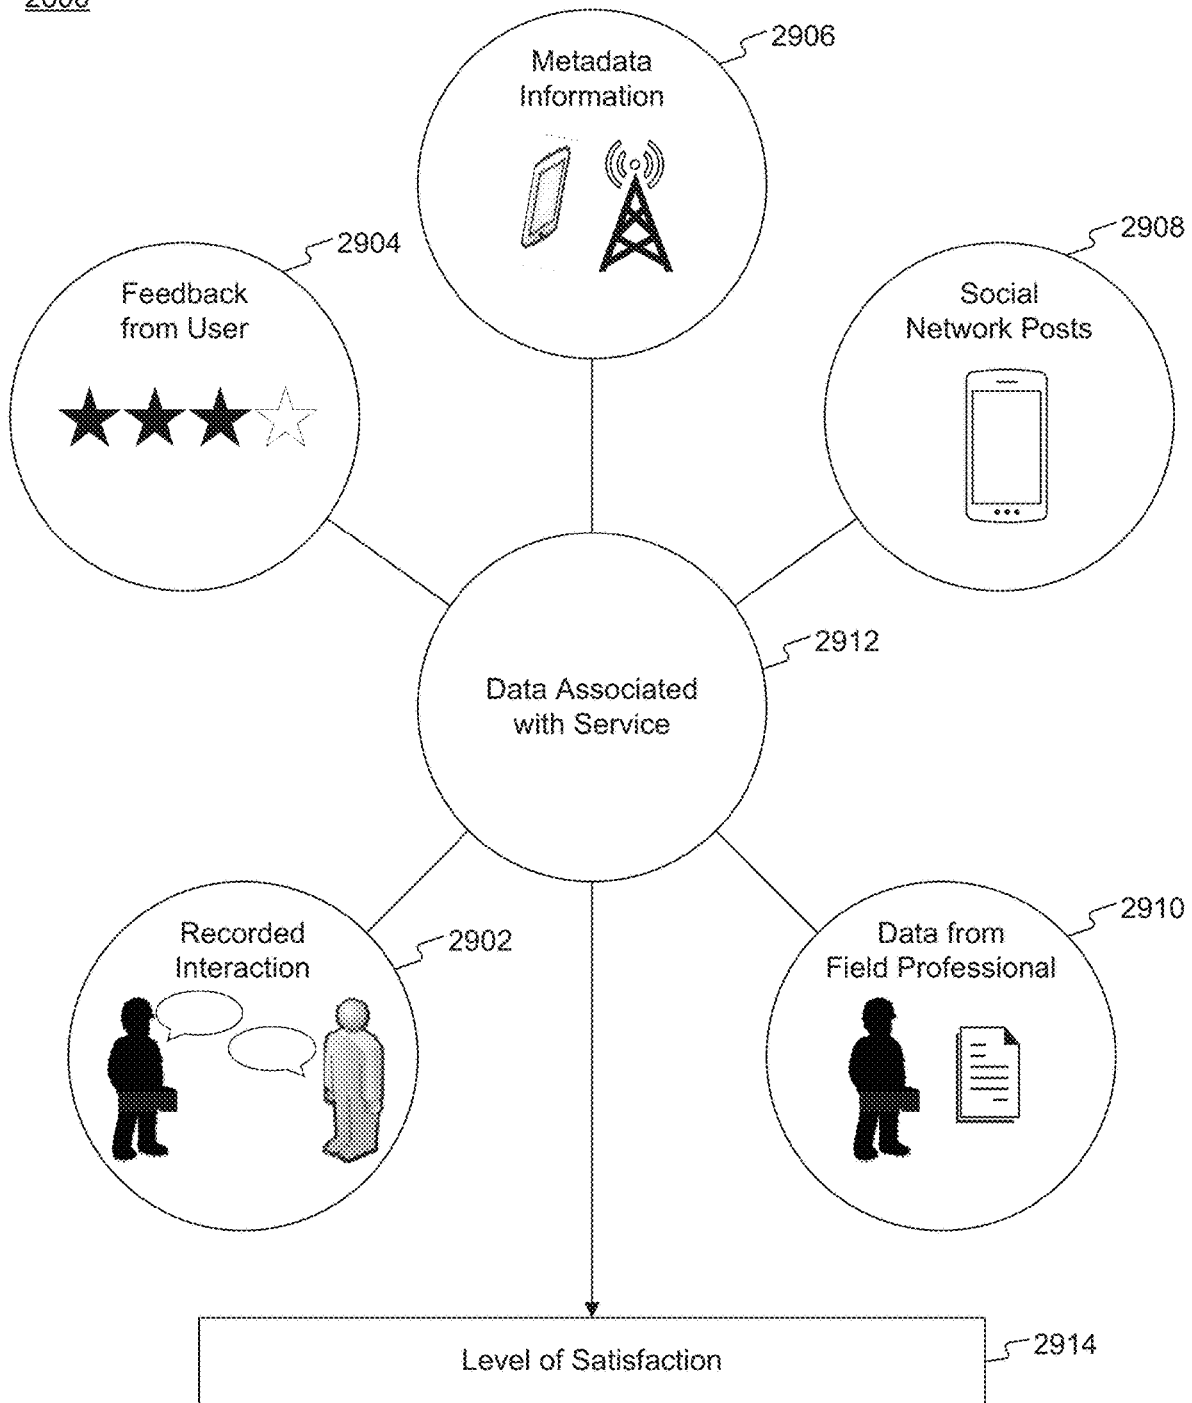 2906
Metadata
Information
2904
2908
Feedback
from User
Social
Network Posts
2912
Data Associated
with Service
2910
Recorded
Interaction
2902
Data from
Field Professional
Level of Satisfaction
2914